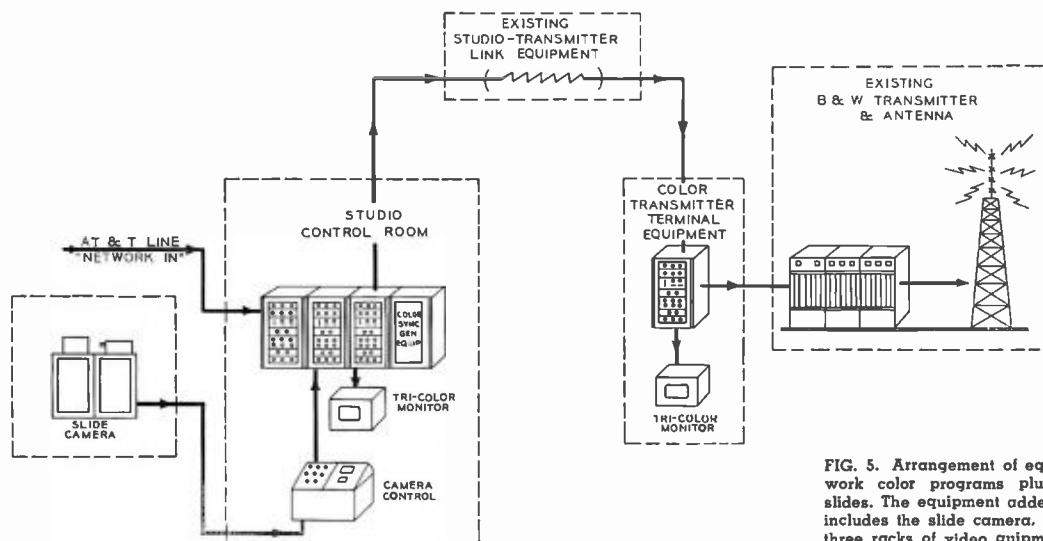 EXISTING
STUDIO-TRANSMITTER
LINK EQUIPMENT
EXISTING
B & W TRANSMITTER
& ANTENNA
COLOR
TRANSMITTER
TERMINAL
EQUIPMENT
STUDIO
CONTROL ROOM
AT & T LINE
"NETWORK IN"
COLOR
SYNC
GEN
EQUIP
TRI-COLOR
MONITOR
SLIDE
CAMERA
CAMERA
CONTROL
TRI-COLOR
MONITOR
FIG. 5. Arrangement of eq
work color programs plu
slides. The equipment adde
includes the slide camera,
three racks of video quipm